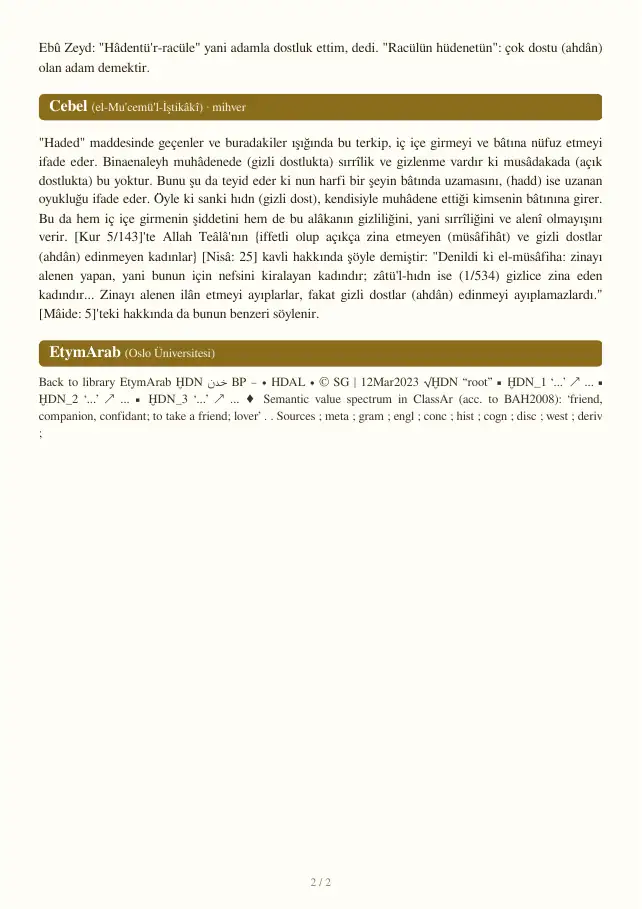 Ebû Zeyd: "Hâdentü'r-racüle" yani adamla dostluk ettim, dedi. "Racülün hüdenetün": çok dostu (ahdân)
olan adam demektir.
Cebel (el-Mu'cemü'l-İştikâkî) · mihver
"Haded" maddesinde geçenler ve buradakiler ışığında bu terkip, iç içe girmeyi ve bâtına nüfuz etmeyi
ifade eder. Binaenaleyh muhâdenede (gizli dostlukta) sırrîlik ve gizlenme vardır ki musâdakada (açık
dostlukta) bu yoktur. Bunu şu da teyid eder ki nun harfi bir şeyin bâtında uzamasını, (hadd) ise uzanan
oyukluğu ifade eder. Öyle ki sanki hıdn (gizli dost), kendisiyle muhâdene ettiği kimsenin bâtınına girer.
Bu da hem iç içe girmenin şiddetini hem de bu alâkanın gizliliğini, yani sırrîliğini ve alenî olmayışını
verir. [Kur 5/143]'te Allah Teâlâ'nın {iffetli olup açıkça zina etmeyen (müsâfihât) ve gizli dostlar
(ahdân) edinmeyen kadınlar} [Nisâ: 25] kavli hakkında şöyle demiştir: "Denildi ki el-müsâfiha: zinayı
alenen yapan, yani bunun için nefsini kiralayan kadındır; zâtü'l-hıdn ise (1/534) gizlice zina eden
kadındır... Zinayı alenen ilân etmeyi ayıplarlar, fakat gizli dostlar (ahdân) edinmeyi ayıplamazlardı."
[Mâide: 5]'teki hakkında da bunun benzeri söylenir.
EtymArab (Oslo Üniversitesi)
Back to library EtymArab ḪDN خدن BP – • HDAL • © SG | 12Mar2023 √ḪDN “root” ▪ ḪDN_1 ‘...’ ↗ ... ▪
ḪDN_2 ‘...’ ↗ ... ▪ ḪDN_3 ‘...’ ↗ ... ♦ Semantic value spectrum in ClassAr (acc. to BAH2008): ‘friend,
companion, confidant; to take a friend; lover’ . . Sources ; meta ; gram ; engl ; conc ; hist ; cogn ; disc ; west ; deriv
;
2 / 2